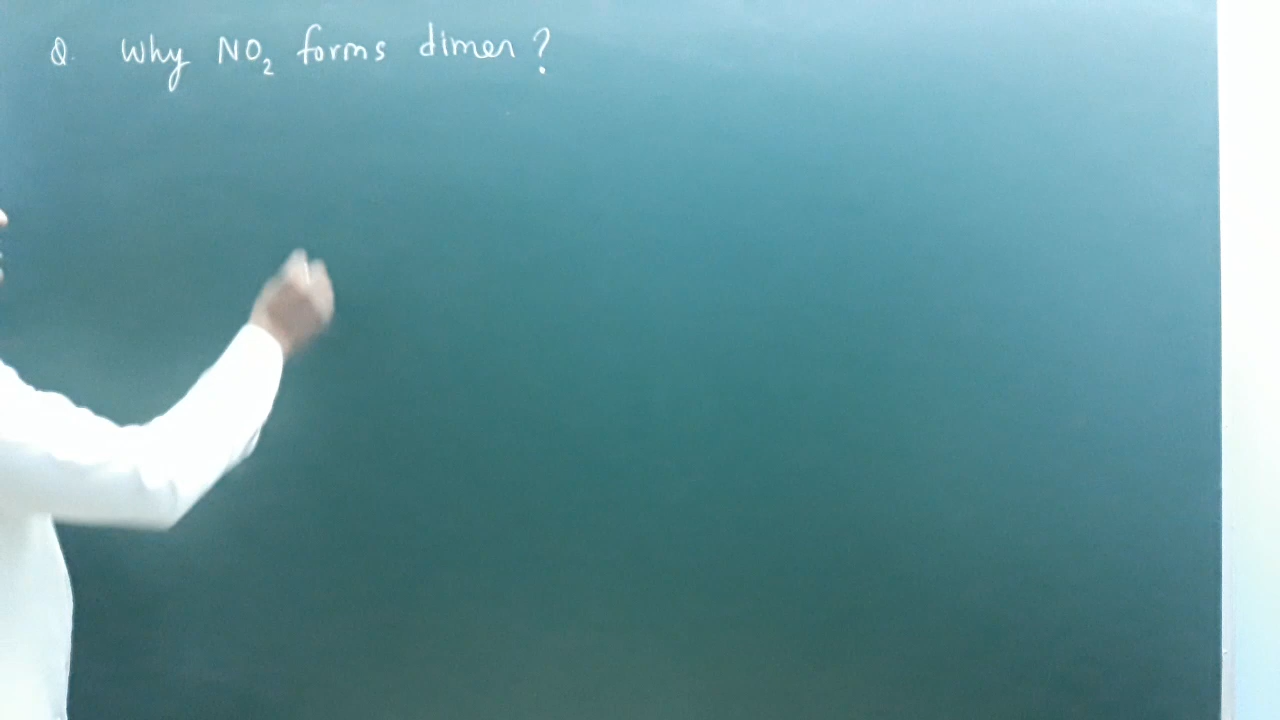 Q. Why NO₂ forms dimer ?